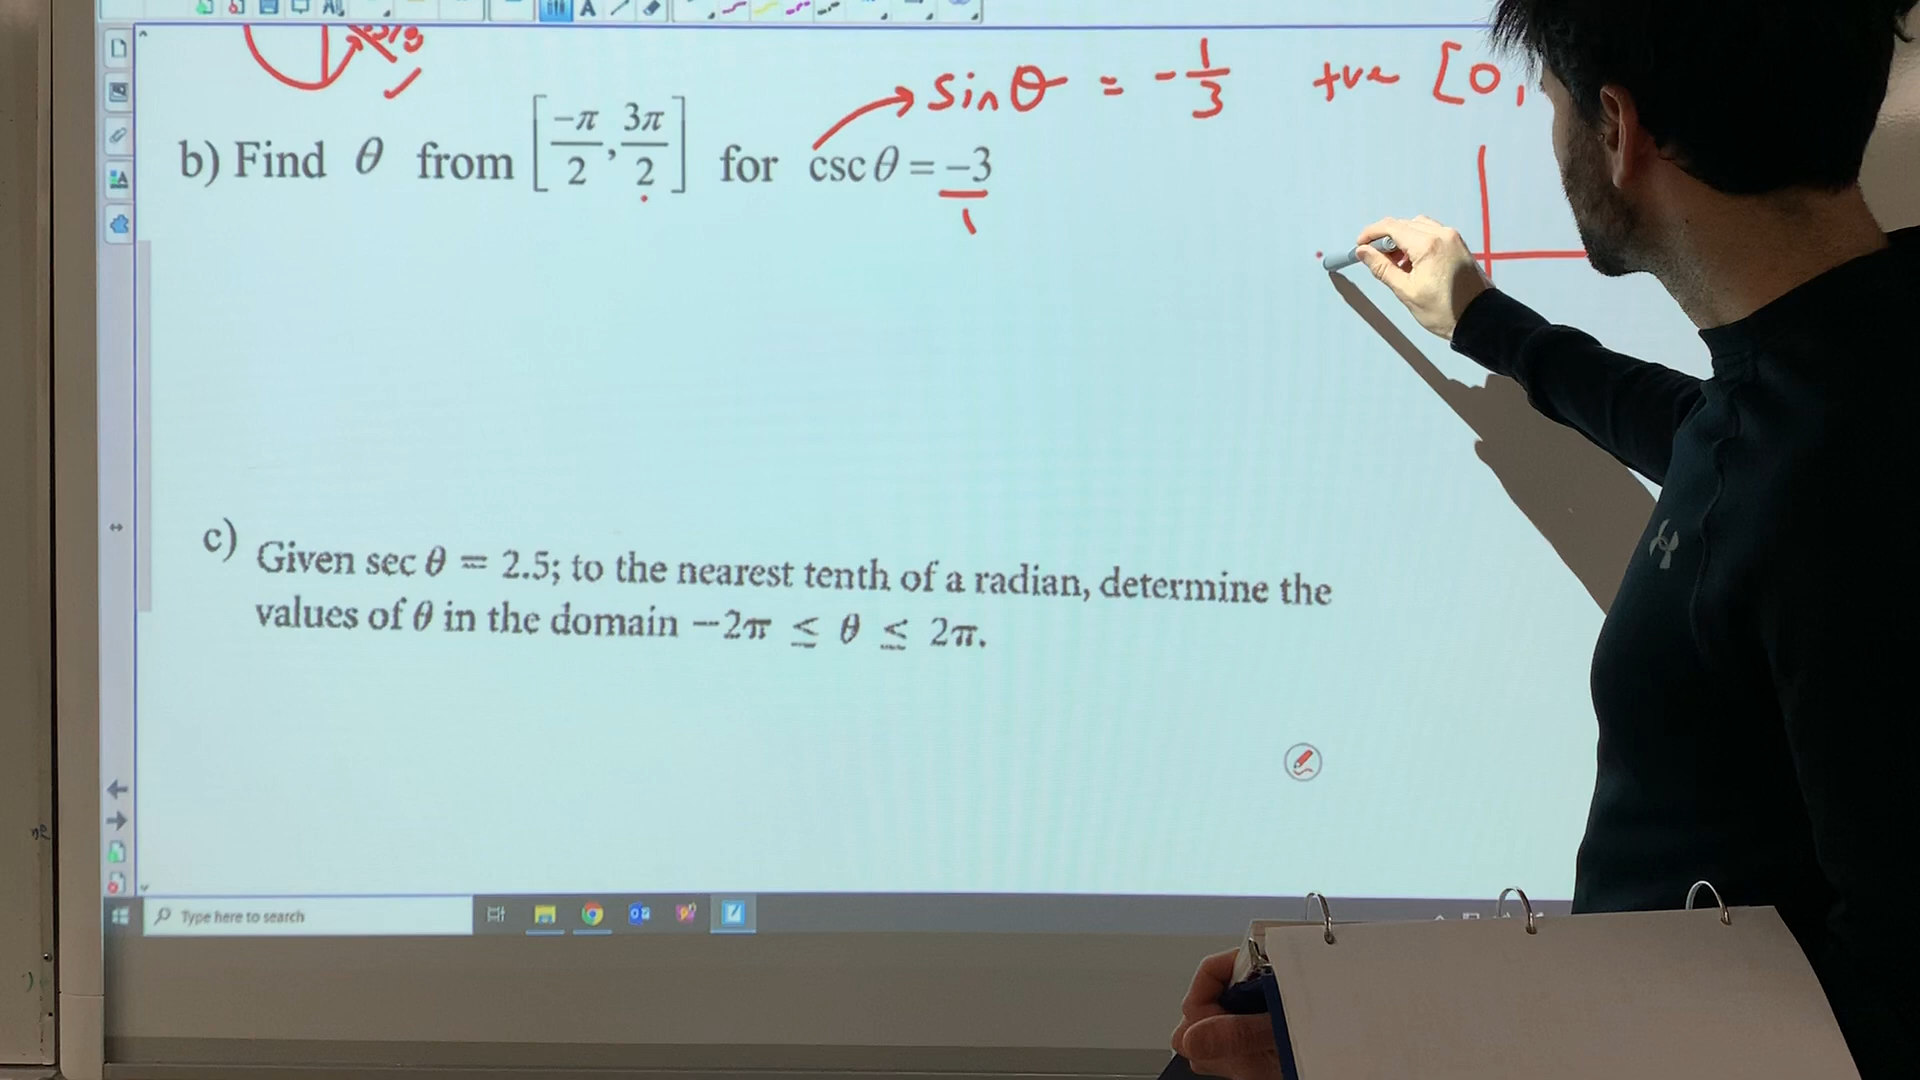 sin θ = -1/3 +ve [0,
b) Find θ from [-π/2, 3π/2] for csc θ = -3
1
c) Given sec θ = 2.5; to the nearest tenth of a radian, determine the
values of θ in the domain -2π ≤ θ ≤ 2π.
Type here to search